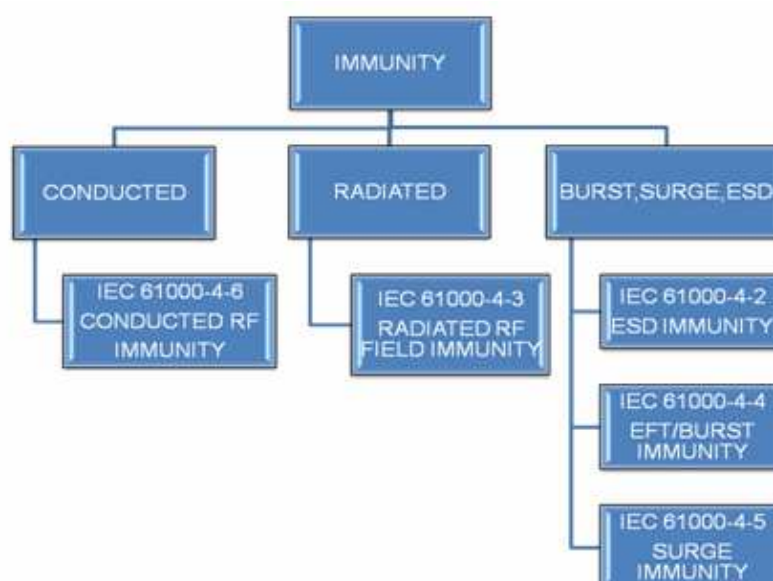 IMMUNITY
CONDUCTED
RADIATED
BURST,SURGE,ESD
IEC 61000-4-6
CONDUCTED RF
IMMUNITY
IEC 61000-4-3
RADIATED RF
FIELD IMMUNITY
IEC 61000-4-2
ESD IMMUNITY
IEC 61000-4-4
EFT/BURST
IMMUNITY
IEC 61000-4-5
SURGE
IMMUNITY